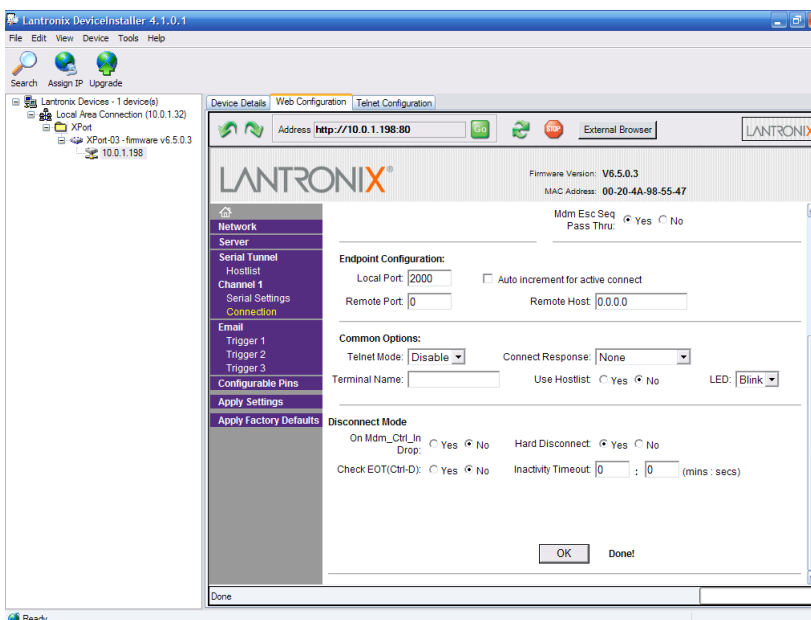 Lantronix DeviceInstaller 4.1.0.1
File Edit View Device Tools Help
Search Assign IP Upgrade
Lantronix Devices - 1 device(s)
Local Area Connection (10.0.1.32)
XPort
XPort-03 - firmware v6.5.0.3
10.0.1.198
Device Details Web Configuration Telnet Configuration
Address http://10.0.1.198:80 GO STOP External Browser LANTRONIX
LANTRONIX®
Firmware Version: V6.5.0.3
MAC Address: 00-20-4A-98-55-47
Network
Server
Serial Tunnel
Hostlist
Channel 1
Serial Settings
Connection
Email
Trigger 1
Trigger 2
Trigger 3
Configurable Pins
Apply Settings
Apply Factory Defaults
Mdm Esc Seq
Pass Thru: Yes No
Endpoint Configuration:
Local Port: 2000 Auto increment for active connect
Remote Port: 0 Remote Host: 0.0.0.0
Common Options:
Telnet Mode: Disable Connect Response: None
Terminal Name: Use Hostlist: Yes No LED: Blink
Disconnect Mode
On Mdm_Ctrl_In
Drop: Yes No Hard Disconnect: Yes No
Check EOT(Ctrl-D): Yes No Inactivity Timeout: 0 : 0 (mins : secs)
OK Done!
Done
Ready